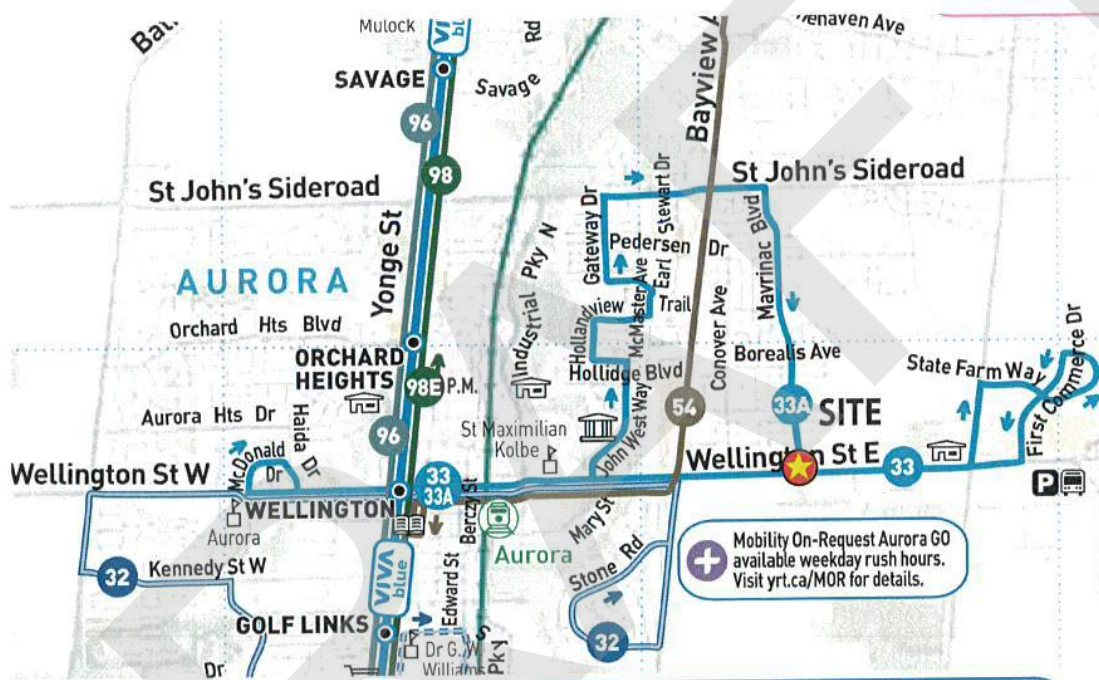 Mulock
VIVA
blue
Rd
Bayview A
ehaven Ave
SAVAGE
Savage
96
98
St John's Sideroad
St John's Sideroad
Yonge St
Industrial Pky N
Gateway Dr
Stewart Dr
Earl
Pedersen Dr
McMaster Ave
Hollandview Trail
Conover Ave
Mavrinac Blvd
AURORA
Orchard Hts Blvd
ORCHARD
HEIGHTS
98E P.M.
Hollidge Blvd
Borealis Ave
State Farm Way
First Commerce Dr
Aurora Hts Dr
Haida Dr
96
St Maximilian
Kolbe
John West Way
54
33A
SITE
McDonald
Dr
Wellington St W
Wellington St E
33
33
33A
WELLINGTON
Berczy St
Mary St
P
Aurora
Aurora
32
Kennedy St W
VIVA
blue
Edward St
Stone Rd
32
Mobility On-Request Aurora GO
available weekday rush hours.
Visit yrt.ca/MOR for details.
GOLF LINKS
Dr G.W
Williams
S
Pky
Dr